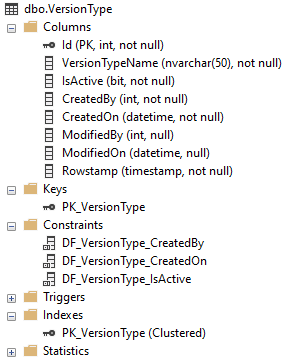 dbo.VersionType
Columns
Id (PK, int, not null)
VersionTypeName (nvarchar(50), not null)
IsActive (bit, not null)
CreatedBy (int, not null)
CreatedOn (datetime, not null)
ModifiedBy (int, null)
ModifiedOn (datetime, null)
Rowstamp (timestamp, not null)
Keys
PK_VersionType
Constraints
DF_VersionType_CreatedBy
DF_VersionType_CreatedOn
DF_VersionType_IsActive
Triggers
Indexes
PK_VersionType (Clustered)
Statistics